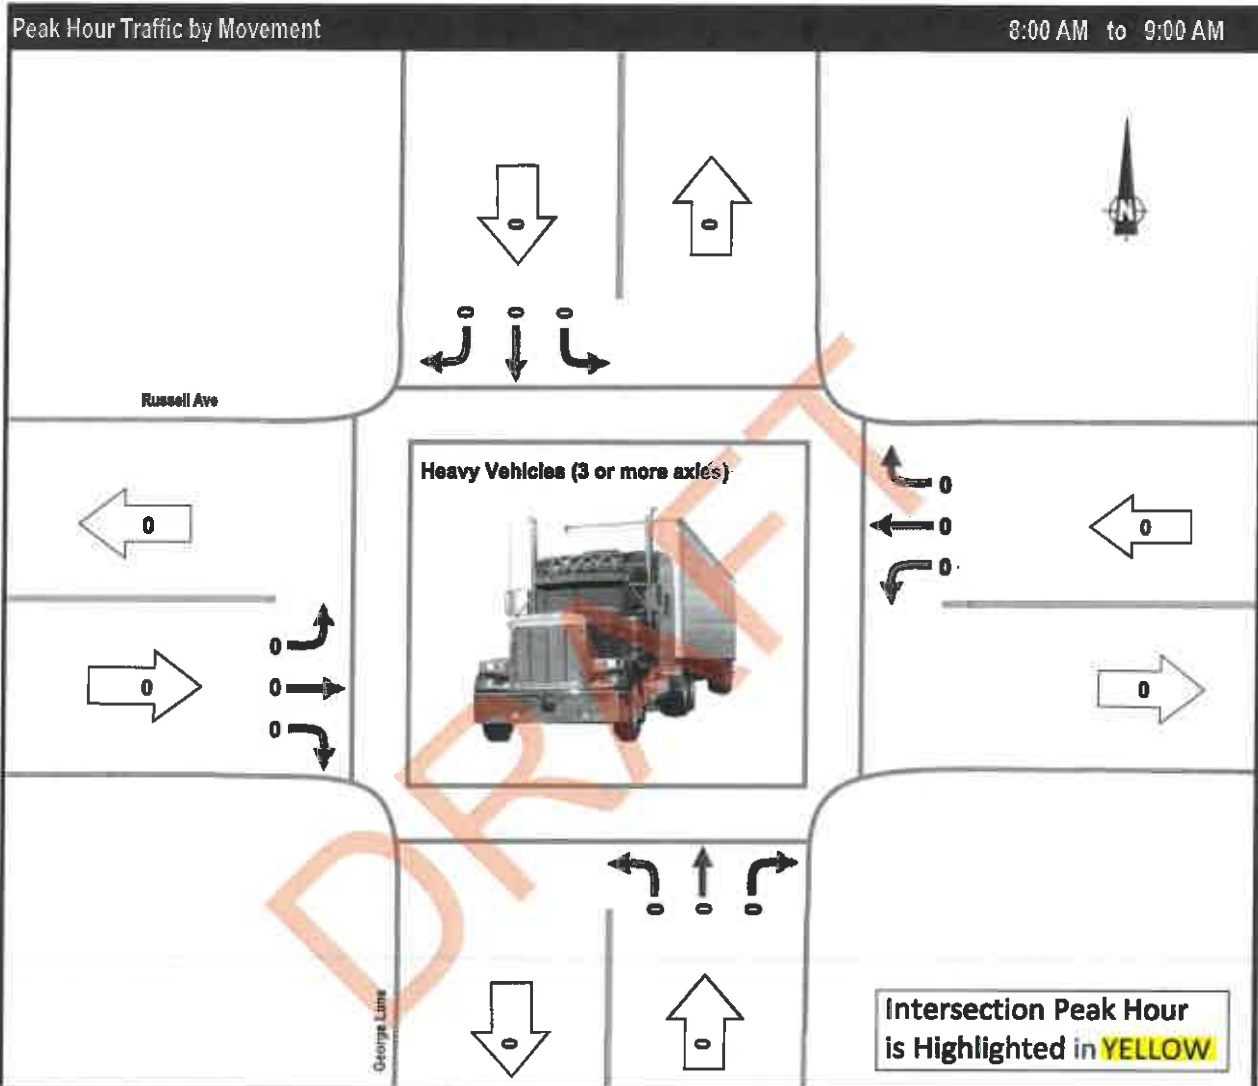 Peak Hour Traffic by Movement 8:00 AM to 9:00 AM
0 0
0 0 0
N
Russell Ave
Heavy Vehicles (3 or more axles)
0
0
0
0
0
0
0
0
0
0
DRAFT
0 0 0
George Lane
0 0
Intersection Peak Hour
is Highlighted in YELLOW